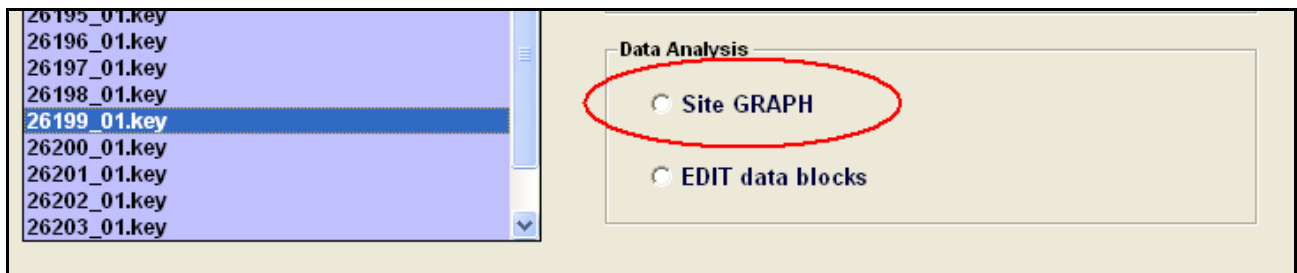 26195_01.key
26196_01.key
26197_01.key
26198_01.key
26199_01.key
26200_01.key
26201_01.key
26202_01.key
26203_01.key
Data Analysis
Site GRAPH
EDIT data blocks